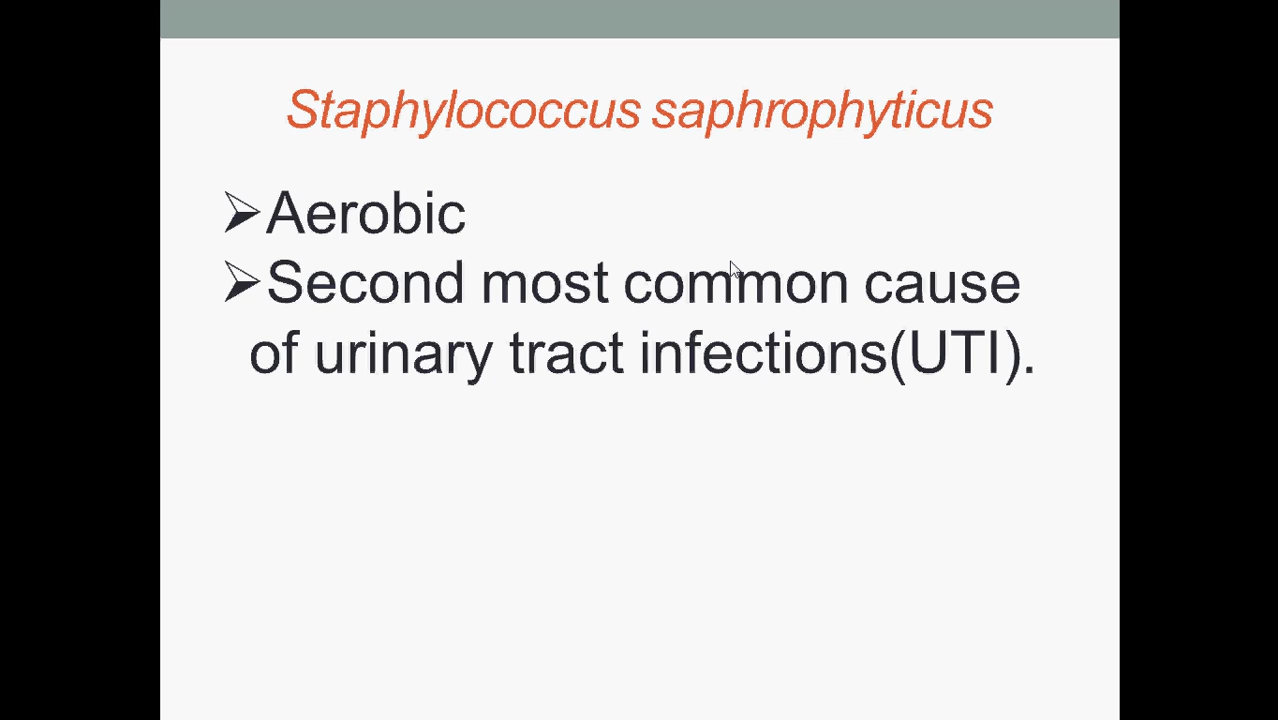 Staphylococcus saphrophyticus
➢Aerobic
➢Second most common cause
of urinary tract infections(UTI).